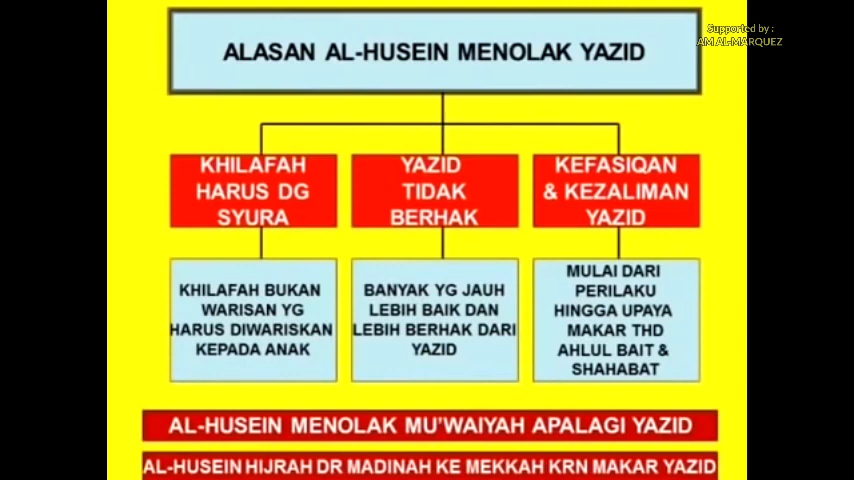 Supported by :
AM AL-MARQUEZ
ALASAN AL-HUSEIN MENOLAK YAZID
KHILAFAH
HARUS DG
SYURA
YAZID
TIDAK
BERHAK
KEFASIQAN
& KEZALIMAN
YAZID
KHILAFAH BUKAN
WARISAN YG
HARUS DIWARISKAN
KEPADA ANAK
BANYAK YG JAUH
LEBIH BAIK DAN
LEBIH BERHAK DARI
YAZID
MULAI DARI
PERILAKU
HINGGA UPAYA
MAKAR THD
AHLUL BAIT &
SHAHABAT
AL-HUSEIN MENOLAK MU'WAIYAH APALAGI YAZID
AL-HUSEIN HIJRAH DR MADINAH KE MEKKAH KRN MAKAR YAZID